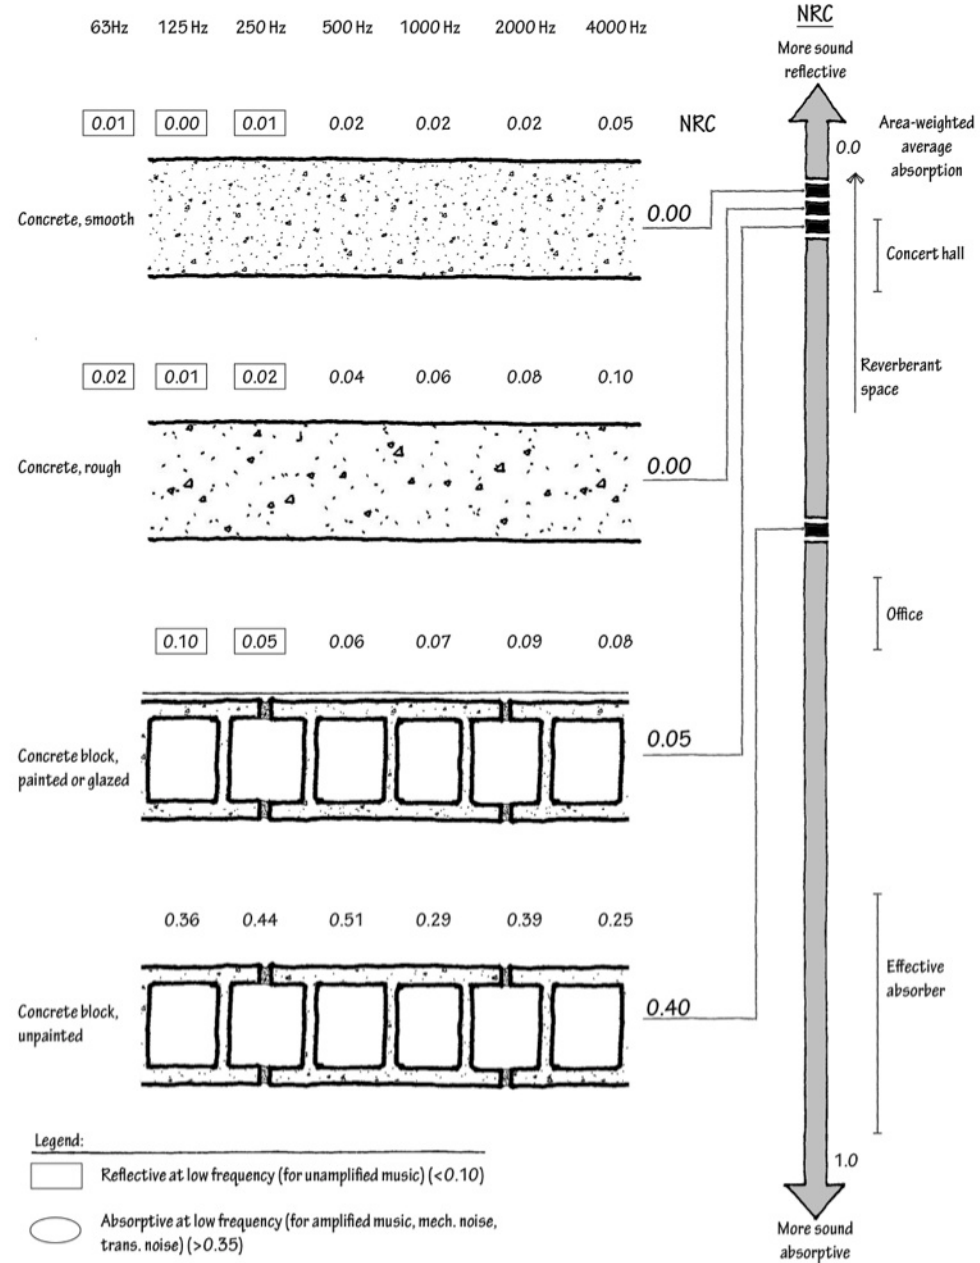 63Hz 125 Hz 250 Hz 500 Hz 1000 Hz 2000 Hz 4000 Hz
NRC
More sound
reflective
0.01 0.00 0.01 0.02 0.02 0.02 0.05 NRC
Area-weighted
average
absorption
0.0
Concrete, smooth
0.00
Concert hall
Reverberant
space
0.02 0.01 0.02 0.04 0.06 0.08 0.10
Concrete, rough
0.00
Office
0.10 0.05 0.06 0.07 0.09 0.08
Concrete block,
painted or glazed
0.05
0.36 0.44 0.51 0.29 0.39 0.25
Effective
absorber
Concrete block,
unpainted
0.40
Legend:
Reflective at low frequency (for unamplified music) (<0.10)
Absorptive at low frequency (for amplified music, mech. noise,
trans. noise) (>0.35)
1.0
More sound
absorptive